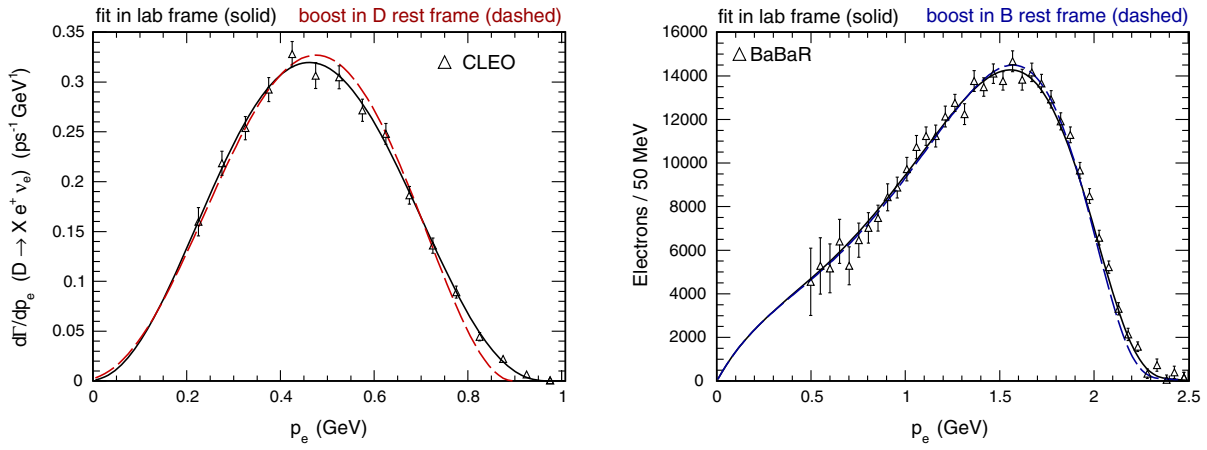 fit in lab frame (solid) boost in D rest frame (dashed)
0.35
0.3
0.25
0.2
0.15
0.1
0.05
0
dΓ/dpₑ (D → X e⁺ νₑ) (ps⁻¹ GeV⁻¹)
△ CLEO
0 0.2 0.4 0.6 0.8 1
pₑ (GeV)
fit in lab frame (solid) boost in B rest frame (dashed)
16000
14000
12000
10000
8000
6000
4000
2000
0
Electrons / 50 MeV
△ BaBaR
0 0.5 1 1.5 2 2.5
pₑ (GeV)